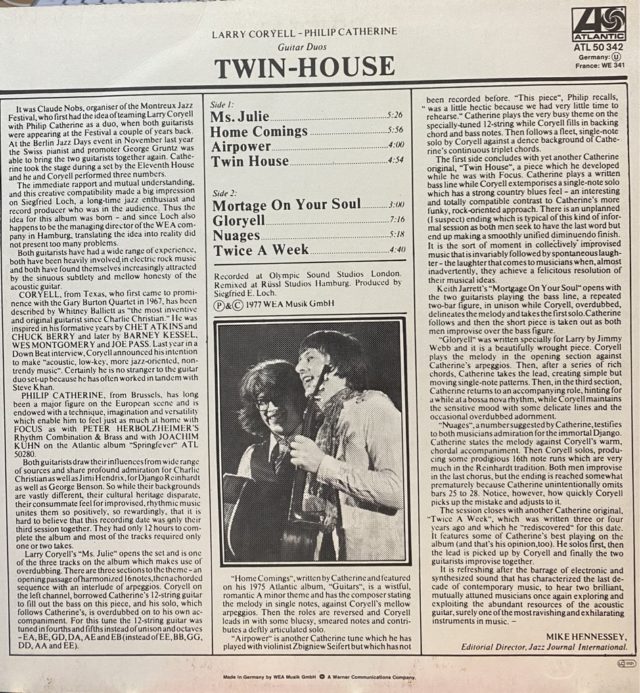 LARRY CORYELL - PHILIP CATHERINE
Guitar Duos
TWIN-HOUSE
ATLANTIC
ATL 50 342
Germany: U
France: WE 341
It was Claude Nobs, organiser of the Montreux Jazz
Festival, who first had the idea of teaming Larry Coryell
with Philip Catherine as a duo, when both guitarists
were appearing at the Festival a couple of years back.
At the Berlin Jazz Days event in November last year
the Swiss pianist and promoter George Gruntz was
able to bring the two guitarists together again. Cathe-
rine took the stage during a set by the Eleventh House
and he and Coryell performed three numbers.
The immediate rapport and mutual understanding,
and this creative compatibility made a big impression
on Siegfried Loch, a long-time jazz enthusiast and
record producer who was in the audience. Thus the
idea for this album was born - and since Loch also
happens to be the managing director of the WEA com-
pany in Hamburg, translating the idea into reality did
not present too many problems.
Both guitarists have had a wide range of experience,
both have been heavily involved in electric rock music
and both have found themselves increasingly attracted
by the sinuous subtlety and mellow honesty of the
acoustic guitar.
CORYELL, from Texas, who first came to promi-
nence with the Gary Burton Quartet in 1967, has been
described by Whitney Balliett as "the most inventive
and original guitarist since Charlie Christian." He was
inspired in his formative years by CHET ATKINS and
CHUCK BERRY and later by BARNEY KESSEL,
WES MONTGOMERY and JOE PASS. Last year in a
Down Beat interview, Coryell announced his intention
to make "acoustic, low-key, more jazz-oriented, non-
trendy music". Certainly he is no stranger to the guitar
duo set-up because he has often worked in tandem with
Steve Khan.
PHILIP CATHERINE, from Brussels, has long
been a major figure on the European scene and is
endowed with a technique, imagination and versatility
which enable him to feel just as much at home with
FOCUS as with PETER HERBOLZHEIMER's
Rhythm Combination & Brass and with JOACHIM
KÜHN on the Atlantic album "Springfever" ATL
50280.
Both guitarists draw their influences from wide range
of sources and share profound admiration for Charlie
Christian as well as Jimi Hendrix, for Django Reinhardt
as well as George Benson. So while their backgrounds
are vastly different, their cultural heritage disparate,
their consummate feel for improvised, rhythmic music
unites them so positively, so rewardingly, that it is
hard to believe that this recording date was only their
third session together. They had only 12 hours to com-
plete the album and most of the tracks required only
one or two takes.
Larry Coryell's "Ms. Julie" opens the set and is one
of the three tracks on the album which makes use of
overdubbing. There are three sections to the theme - an
opening passage of harmonized 16 notes, then a chorded
sequence with an interlude of arpeggios. Coryell on
the left channel, borrowed Catherine's 12-string guitar
to fill out the bass on this piece, and his solo, which
follows Catherine's, is overdubbed on to his own ac-
companiment. For this tune the 12-string guitar was
tuned in fourths and fifths instead of unison and octaves
- EA, BE, GD, DA, AE and EB (instead of EE, BB, GG,
DD, AA and EE).
Side 1:
Ms. Julie 5:26
Home Comings 5:56
Airpower 4:00
Twin House 4:54
Side 2:
Mortage On Your Soul 3:00
Gloryell 7:16
Nuages 5:18
Twice A Week 4:40
Recorded at Olympic Sound Studios London.
Remixed at Rüssl Studios Hamburg. Produced by
Siegfried E. Loch.
Ⓟ&© 1977 WEA Musik GmbH
"Home Comings", written by Catherine and featured
on his 1975 Atlantic album, "Guitars", is a wistful,
romantic A minor theme and has the composer stating
the melody in single notes, against Coryell's mellow
arpeggios. Then the roles are reversed and Coryell
leads in with some bluesy, smeared notes and contri-
butes a deftly articulated solo.
"Airpower" is another Catherine tune which he has
played with violinist Zbigniew Seifert but which has not
been recorded before. "This piece", Philip recalls,
"was a little hectic because we had very little time to
rehearse." Catherine plays the very busy theme on the
specially-tuned 12-string while Coryell fills in backing
chord and bass notes. Then follows a fleet, single-note
solo by Coryell against a dence background of Cathe-
rine's continuous triplet chords.
The first side concludes with yet another Catherine
original, "Twin House", a piece which he developed
while he was with Focus. Catherine plays a written
bass line while Coryell extemporises a single-note solo
which has a strong country blues feel - an interesting
and totally compatible contrast to Catherine's more
funky, rock-oriented approach. There is an unplanned
(I suspect) ending which is typical of this kind of infor-
mal session as both men seek to have the last word but
end up making a smoothly unified diminuendo finish.
It is the sort of moment in collectively improvised
music that is invariably followed by spontaneous laugh-
ter - the laughter that comes to musicians when, almost
inadvertently, they achieve a felicitous resolution of
their musical ideas.
Keith Jarrett's "Mortgage On Your Soul" opens with
the two guitarists playing the bass line, a repeated
two-bar figure, in unison while Coryell, overdubbed,
delineates the melody and takes the first solo. Catherine
follows and then the short piece is taken out as both
men improvise over the bass figure.
"Gloryell" was written specially for Larry by Jimmy
Webb and it is a beautifully wrought piece. Coryell
plays the melody in the opening section against
Catherine's arpeggios. Then, after a series of rich
chords, Catherine takes the lead, creating simple but
moving single-note patterns. Then, in the third section,
Catherine returns to an accompanying role, hinting for
a while at a bossa nova rhythm, while Coryell maintains
the sensitive mood with some delicate lines and the
occasional overdubbed adornment.
"Nuages", a number suggested by Catherine, testifies
to both musicians admiration for the immortal Django.
Catherine states the melody against Coryell's warm,
chordal accompaniment. Then Coryell solos, produ-
cing some prodigious 16th note runs which are very
much in the Reinhardt tradition. Both men improvise
in the last chorus, but the ending is reached somewhat
prematurely because Catherine unintentionally omits
bars 25 to 28. Notice, however, how quickly Coryell
picks up the mistake and adjusts to it.
The session closes with another Catherine original,
"Twice A Week", which was written three or four
years ago and which he "rediscovered" for this date.
It features some of Catherine's best playing on the
album (and that's his opinion, too). He solos first, then
the lead is picked up by Coryell and finally the two
guitarists improvise together.
It is refreshing after the barrage of electronic and
synthesized sound that has characterized the last de-
cade of contemporary music, to hear two brilliant,
mutually attuned musicians once again exploring and
exploiting the abundant resources of the acoustic
guitar, surely one of the most ravishing and exhilarating
instruments in music. -
MIKE HENNESSEY,
Editorial Director, Jazz Journal International.
Made in Germany by WEA Musik GmbH A Warner Communications Company.